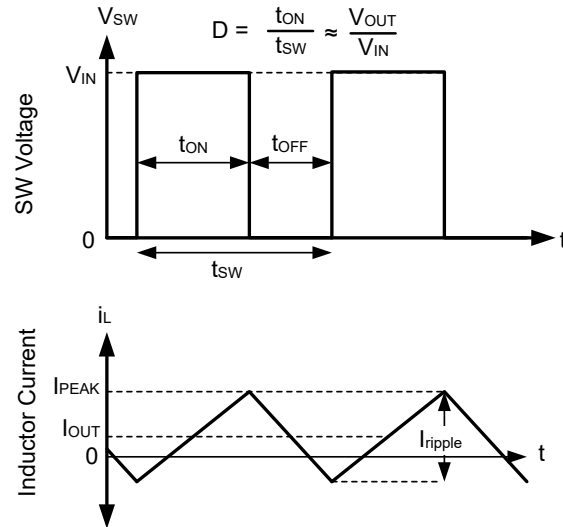 VSW
D = tON / tSW ≈ VOUT / VIN
VIN
SW Voltage
tON
tOFF
0
t
tSW
iL
Inductor Current
IPEAK
IOUT
Iripple
0
t